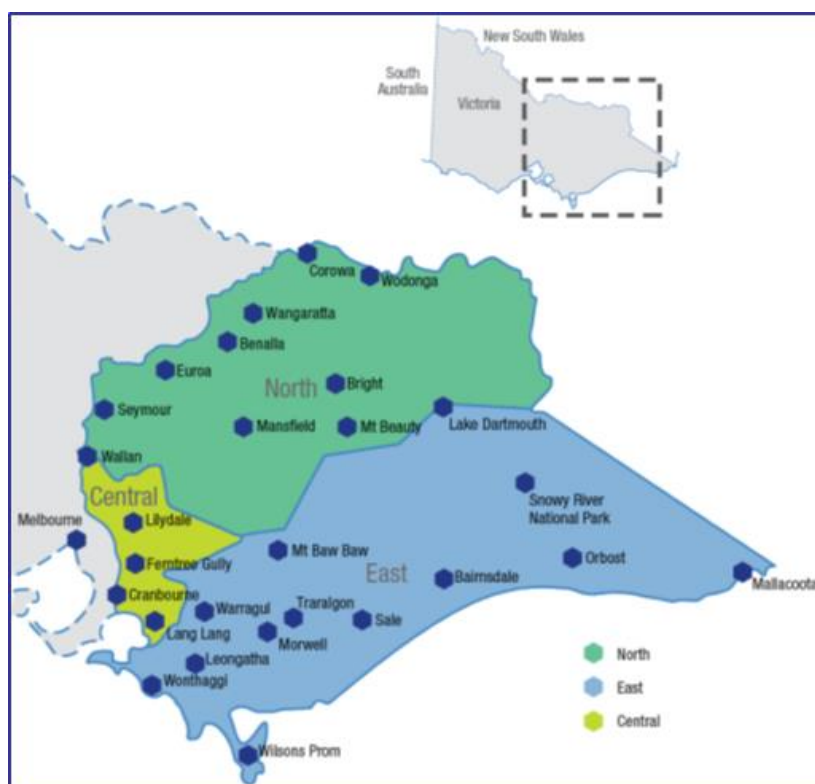 New South Wales
South
Australia
Victoria
Corowa
Wodonga
Wangaratta
Benalla
Euroa
North
Bright
Seymour
Mansfield
Mt Beauty
Lake Dartmouth
Wallan
Central
Snowy River
National Park
Melbourne
Lilydale
Mt Baw Baw
Orbost
Ferntree Gully
East
Bairnsdale
Mallacoota
Cranbourne
Warragul
Traralgon
Sale
Lang Lang
Morwell
Leongatha
Wonthaggi
Wilsons Prom
North
East
Central